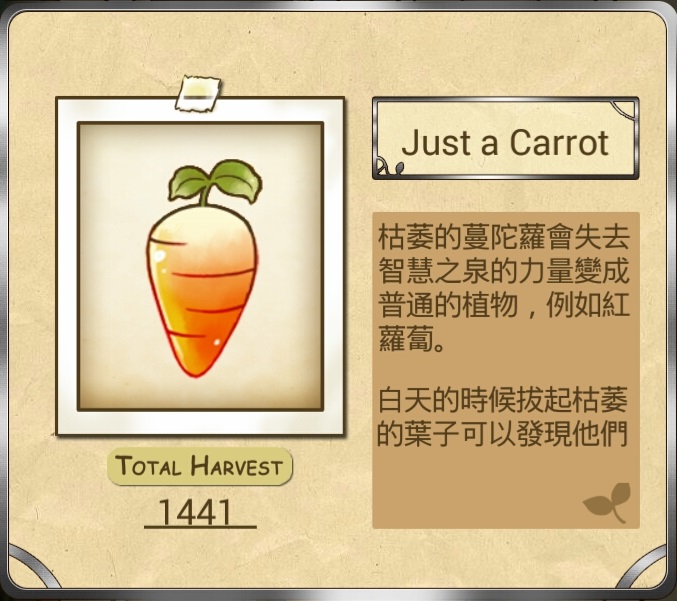 Just a Carrot
枯萎的蔓陀蘿會失去
智慧之泉的力量變成
普通的植物，例如紅
蘿蔔。
白天的時候拔起枯萎
的葉子可以發現他們
TOTAL HARVEST
1441